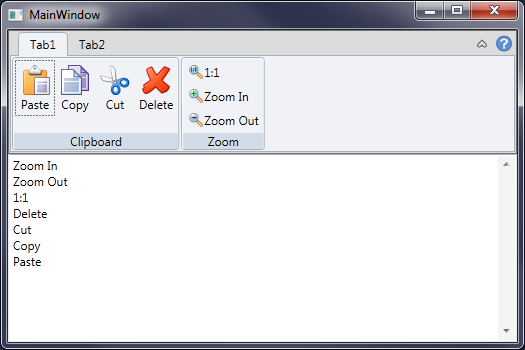 MainWindow
Tab1 Tab2
Paste Copy Cut Delete
1:1
Zoom In
Zoom Out
Clipboard Zoom
Zoom In
Zoom Out
1:1
Delete
Cut
Copy
Paste